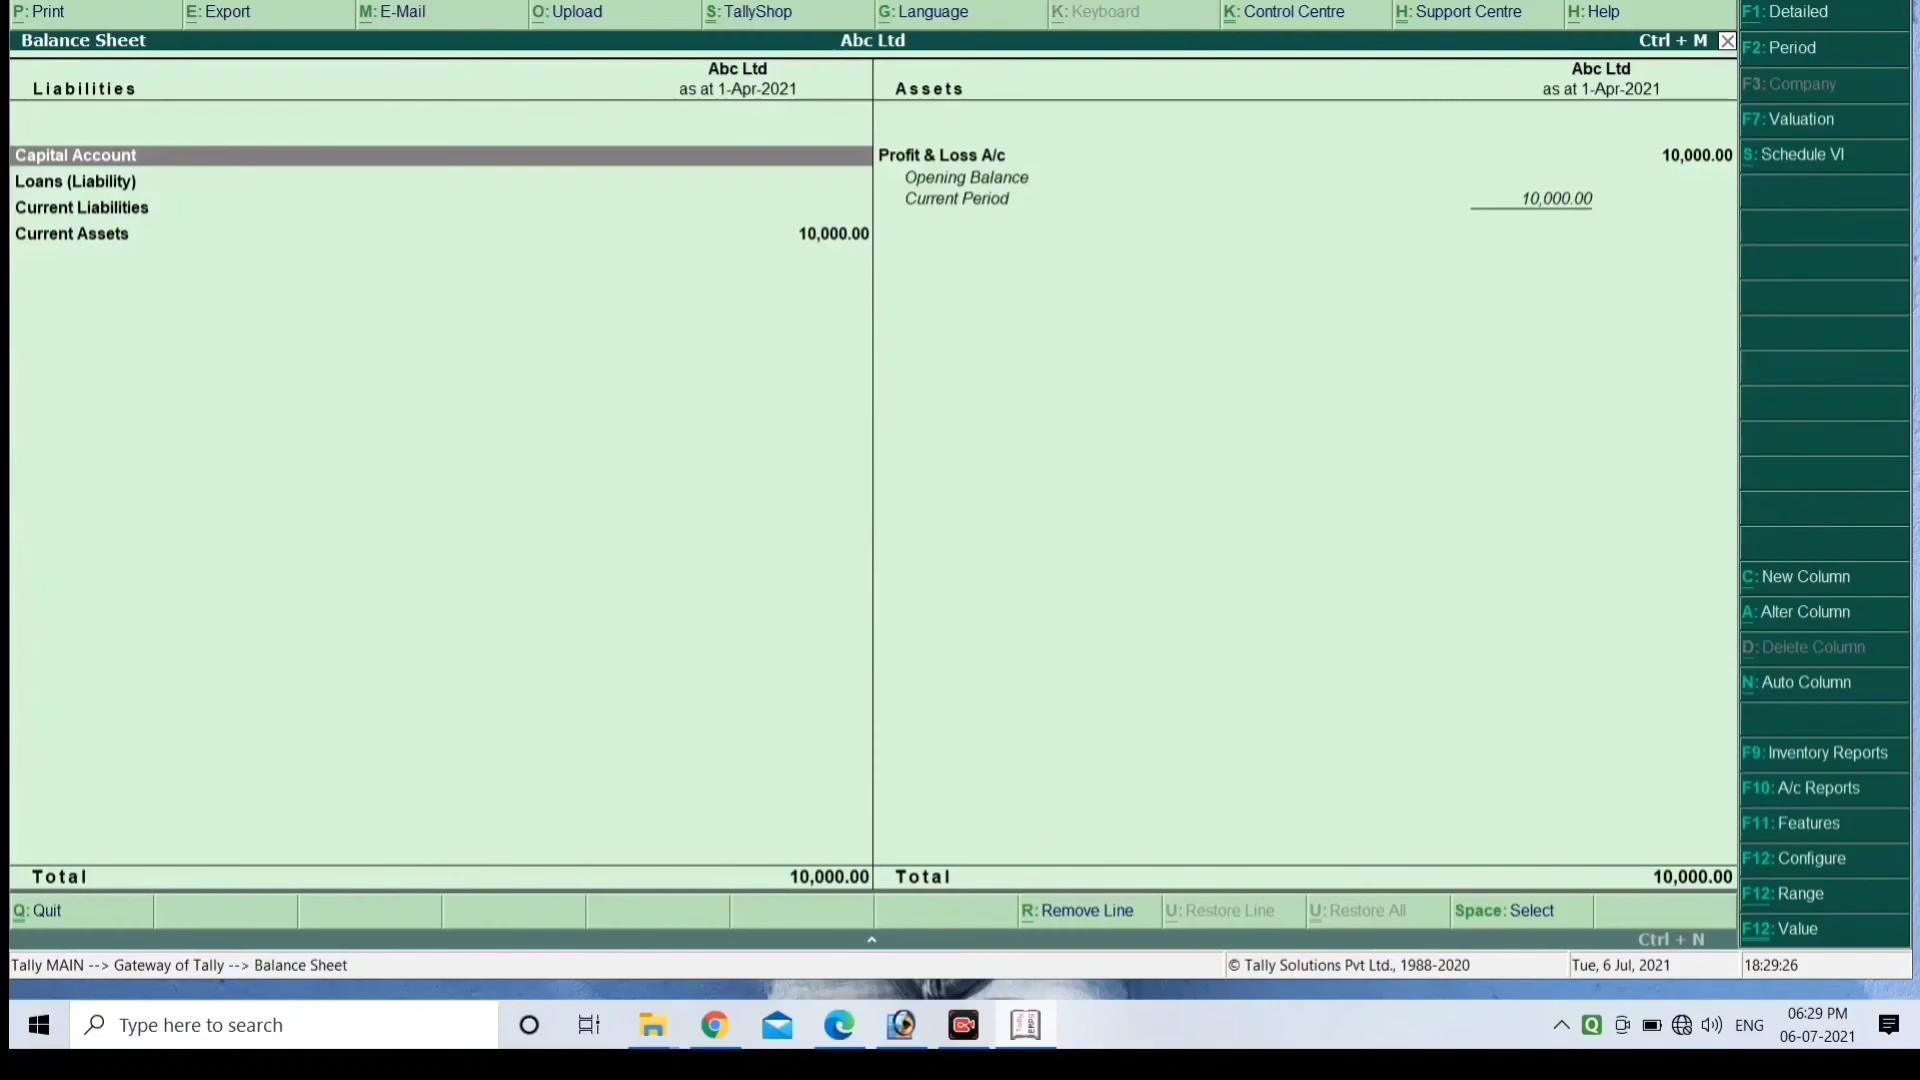 P: Print E: Export M: E-Mail O: Upload S: TallyShop G: Language K: Keyboard K: Control Centre H: Support Centre H: Help
Balance Sheet Abc Ltd Ctrl + M
Liabilities Abc Ltd as at 1-Apr-2021 Assets Abc Ltd as at 1-Apr-2021
Capital Account Profit & Loss A/c 10,000.00
Loans (Liability) Opening Balance
Current Liabilities Current Period 10,000.00
Current Assets 10,000.00
Total 10,000.00 Total 10,000.00
Q: Quit R: Remove Line U: Restore Line U: Restore All Space: Select
Ctrl + N
F1: Detailed
F2: Period
F3: Company
F7: Valuation
S: Schedule VI
C: New Column
A: Alter Column
D: Delete Column
N: Auto Column
F9: Inventory Reports
F10: A/c Reports
F11: Features
F12: Configure
F12: Range
F12: Value
Tally MAIN --> Gateway of Tally --> Balance Sheet © Tally Solutions Pvt Ltd., 1988-2020 Tue, 6 Jul, 2021 18:29:26
Type here to search ENG 06:29 PM
06-07-2021